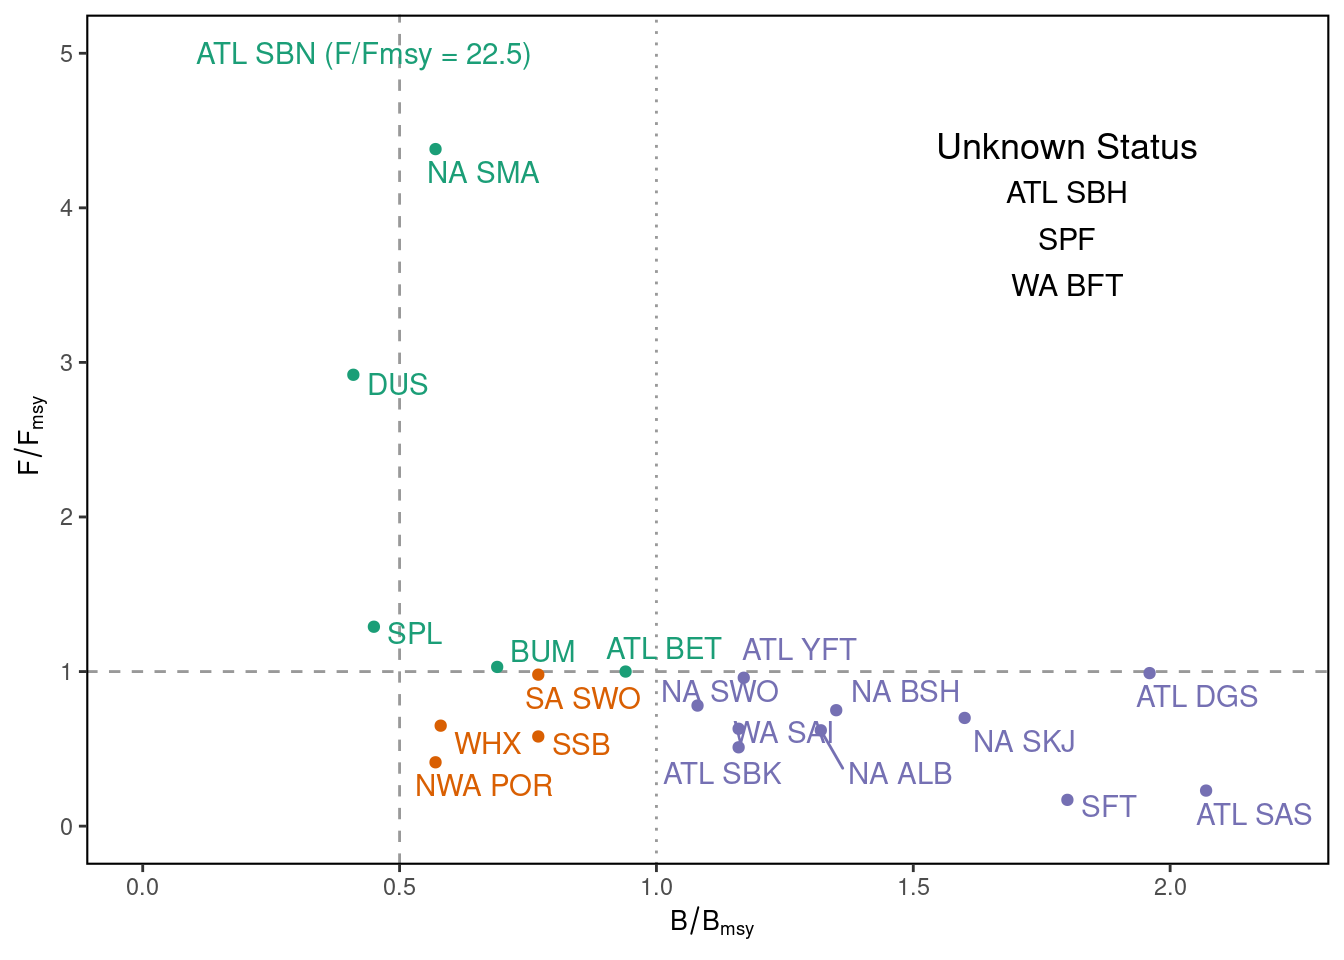 ATL SBN (F/Fmsy = 22.5)
5
NA SMA
Unknown Status
ATL SBH
4
SPF
WA BFT
3
DUS
F/Fmsy
2
SPL
BUM
ATL BET
ATL YFT
1
SA SWO
NA SWO
NA BSH
ATL DGS
WHX
SSB
WA SAI
NA SKJ
NWA POR
ATL SBK
NA ALB
SFT
ATL SAS
0
0.0 0.5 1.0 1.5 2.0
B/Bmsy